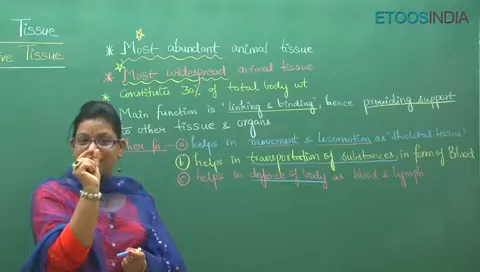 ETOOSINDIA
Tissue
ve Tissue
* Most abundant animal tissue
* Most widespread animal tissue
* Constitute 30% of total body wt
* Main function is "linking & binding", hence providing support
to other tissue & organs
ther fn :- (a) helps in movement & locomotion as "skeletal tissue"
(b) helps in transportation of substances, in form of Blood
(c) helps in defence of body as blood & lymph